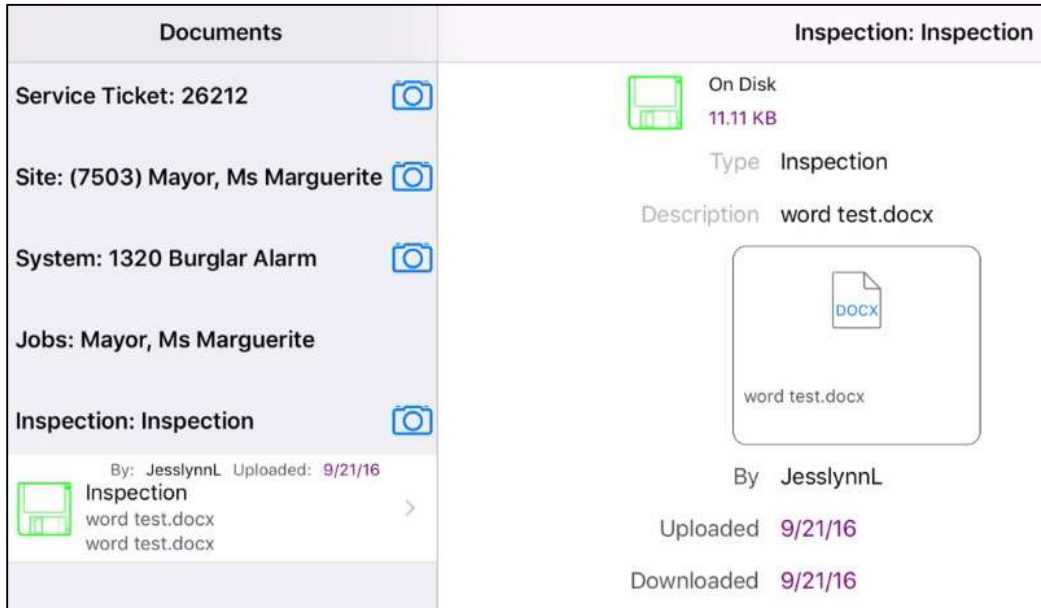 Documents
Service Ticket: 26212
Site: (7503) Mayor, Ms Marguerite
System: 1320 Burglar Alarm
Jobs: Mayor, Ms Marguerite
Inspection: Inspection
By: JesslynnL Uploaded: 9/21/16
Inspection
word test.docx
word test.docx
Inspection: Inspection
On Disk
11.11 KB
Type Inspection
Description word test.docx
DOCX
word test.docx
By JesslynnL
Uploaded 9/21/16
Downloaded 9/21/16